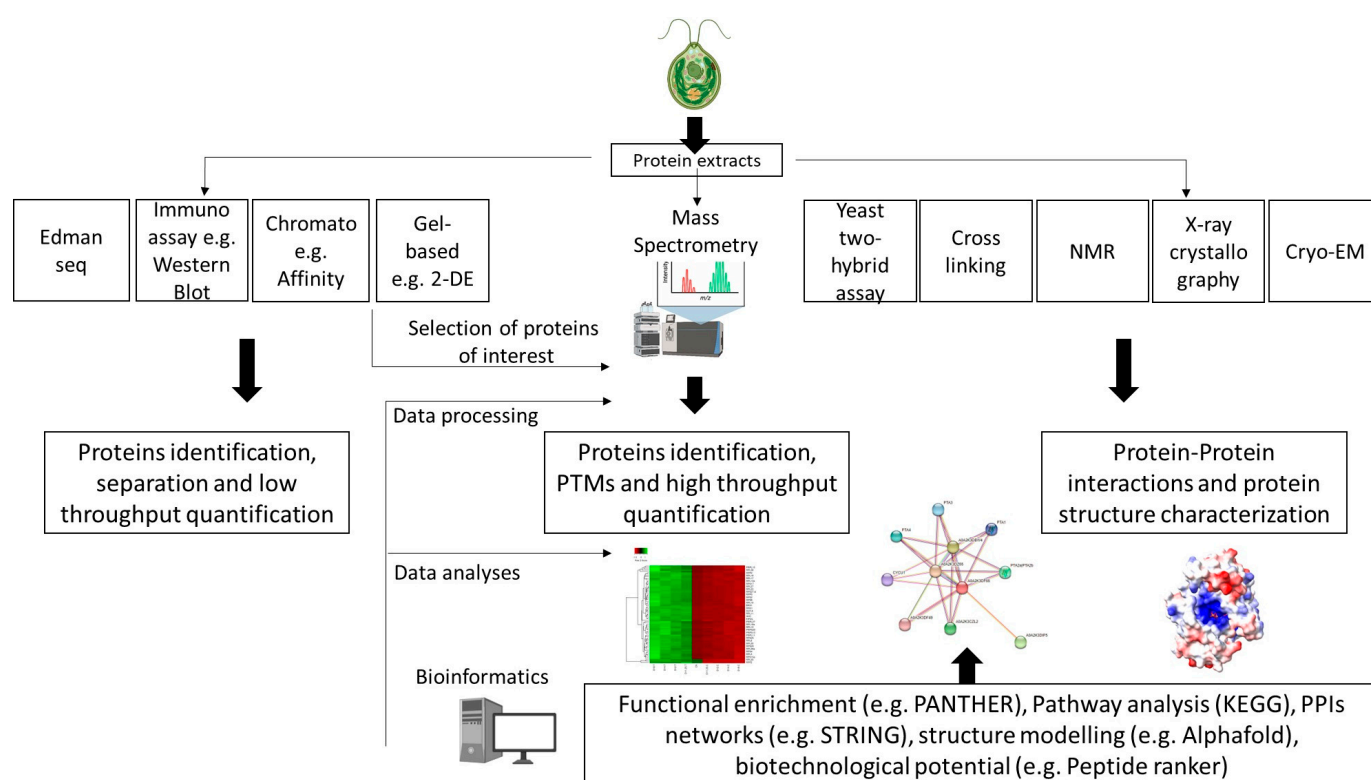 Protein extracts
Edman
seq
Immuno
assay e.g.
Western
Blot
Chromato
e.g.
Affinity
Gel-
based
e.g. 2-DE
Mass
Spectrometry
Intensity
m/z
Yeast
two-
hybrid
assay
Cross
linking
NMR
X-ray
crystallo
graphy
Cryo-EM
Selection of proteins
of interest
Data processing
Proteins identification,
separation and low
throughput quantification
Proteins identification,
PTMs and high throughput
quantification
Protein-Protein
interactions and protein
structure characterization
Data analyses
Bioinformatics
Functional enrichment (e.g. PANTHER), Pathway analysis (KEGG), PPIs
networks (e.g. STRING), structure modelling (e.g. Alphafold),
biotechnological potential (e.g. Peptide ranker)